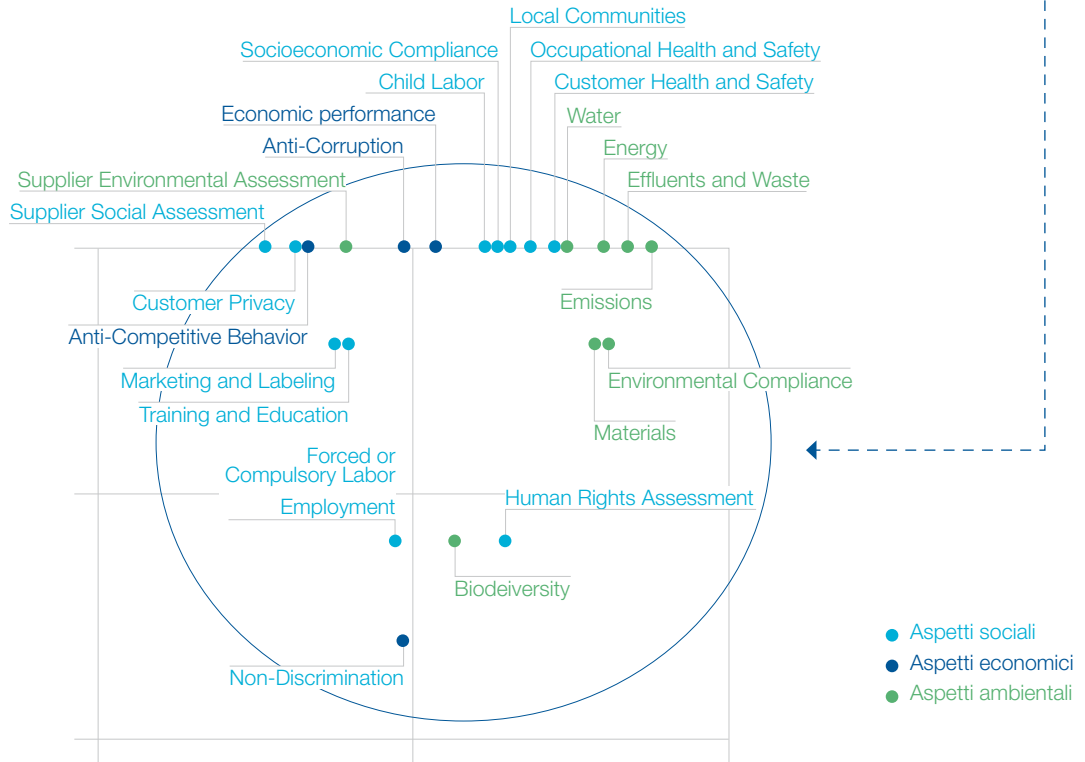 Local Communities
Socioeconomic Compliance
Occupational Health and Safety
Child Labor
Customer Health and Safety
Economic performance
Water
Anti-Corruption
Energy
Supplier Environmental Assessment
Effluents and Waste
Supplier Social Assessment
Customer Privacy
Emissions
Anti-Competitive Behavior
Marketing and Labeling
Environmental Compliance
Training and Education
Materials
Forced or
Compulsory Labor
Human Rights Assessment
Employment
Biodeiversity
Non-Discrimination
Aspetti sociali
Aspetti economici
Aspetti ambientali